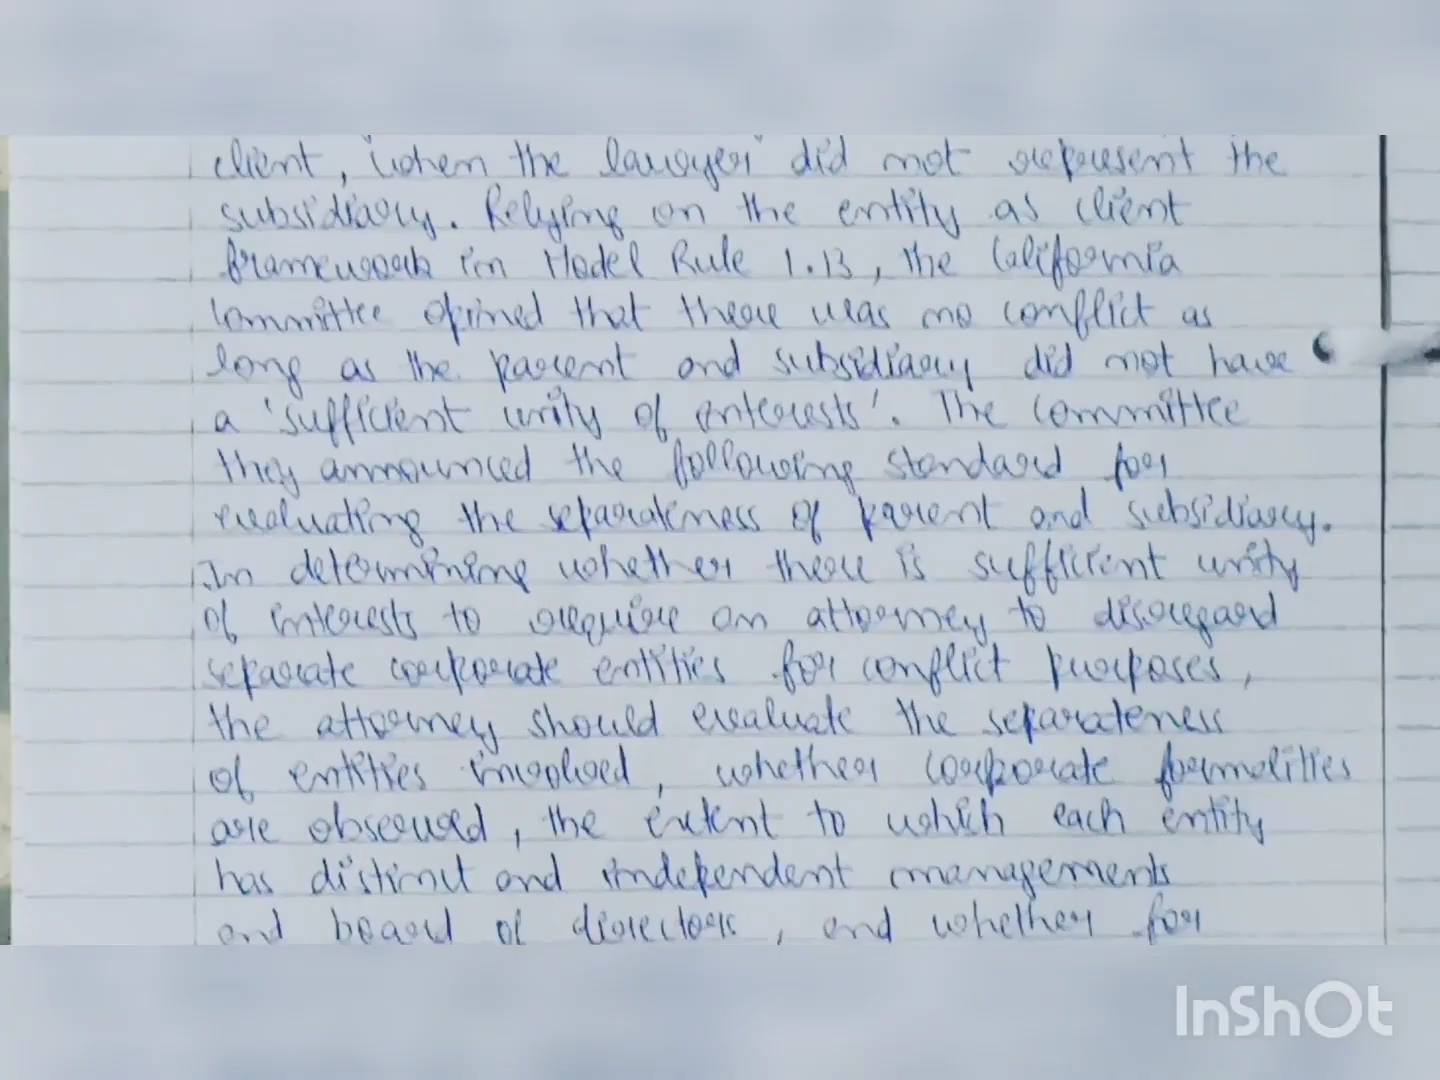 client, when the lawyer did not represent the
subsidiary. Relying on the entity as client
framework in Model Rule 1.13, the California
committee opined that there was no conflict as
long as the parent and subsidiary did not have
a 'sufficient unity of interests'. The committee
they announced the following standard for
evaluating the separateness of parent and subsidiary.
In determining whether there is sufficient unity
of interests to require an attorney to disregard
separate corporate entities for conflict purposes,
the attorney should evaluate the separateness
of entities involved, whether corporate formalities
are observed, the extent to which each entity
has distinct and independent managements
and board of directors, and whether for
InShOt